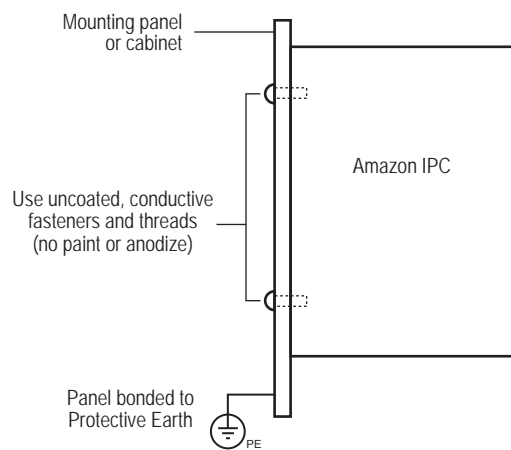 Mounting panel
or cabinet
Amazon IPC
Use uncoated, conductive
fasteners and threads
(no paint or anodize)
Panel bonded to
Protective Earth
PE